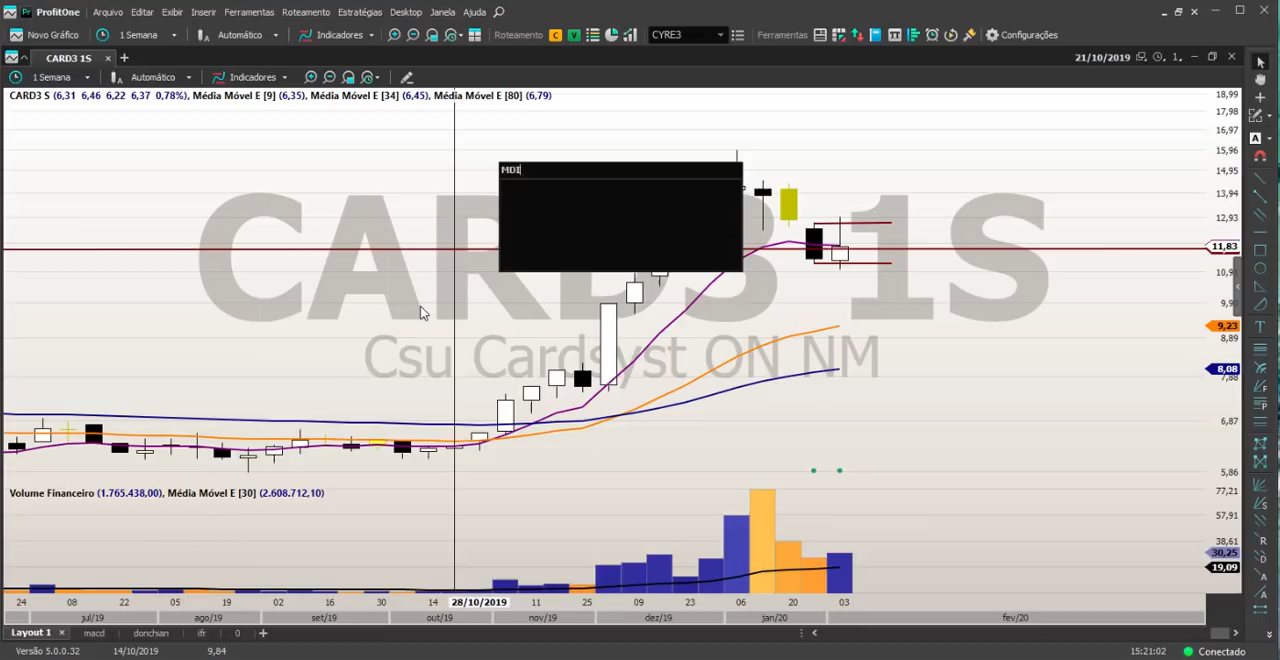 ProfitOne Arquivo Editar Exibir Inserir Ferramentas Roteamento Estratégias Desktop Janela Ajuda
Novo Gráfico 1 Semana Automático Indicadores Roteamento C V CYRE3 Ferramentas Configurações
CARD3 1S 21/10/2019
1 Semana Automático Indicadores
CARD3 S (6,31 6,46 6,22 6,37 0,78%), Média Móvel E [9] (6,35), Média Móvel E [34] (6,45), Média Móvel E [80] (6,79)
MDI
CARD3 1S
Csu Cardsyst ON NM
18,99
17,98
16,97
15,96
14,95
13,94
12,93
11,83
9,23
8,89
8,08
6,87
5,86
Volume Financeiro (1.765.438,00), Média Móvel E [30] (2.608.712,10)
77,21
57,91
38,61
30,25
19,09
24 08 22 05 19 02 16 30 14 28/10/2019 11 25 09 23 06 20 03
jul/19 ago/19 set/19 out/19 nov/19 dez/19 jan/20 fev/20
Layout 1 macd donchian ifr 0
Versão 5.0.0.32 14/10/2019 9,84 15:21:02 Conectado